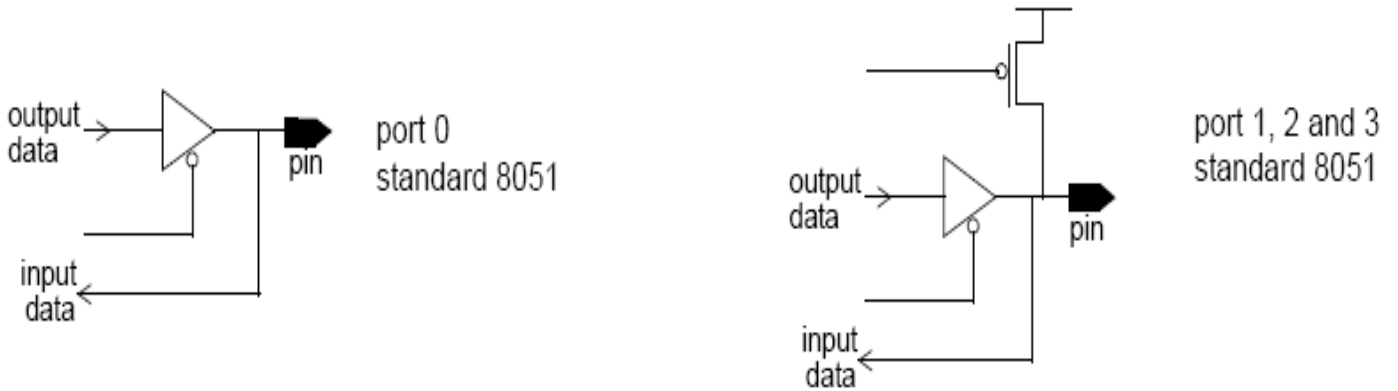 output
data
pin
port 0
standard 8051
input
data
output
data
pin
port 1, 2 and 3
standard 8051
input
data